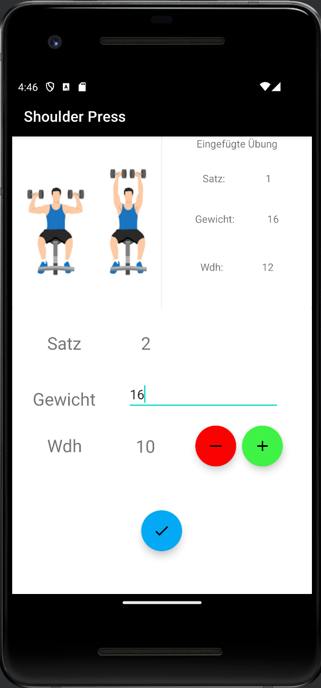 4:46
Shoulder Press
Eingefügte Übung
Satz: 1
Gewicht: 16
Wdh: 12
Satz 2
Gewicht 16
Wdh 10 − +